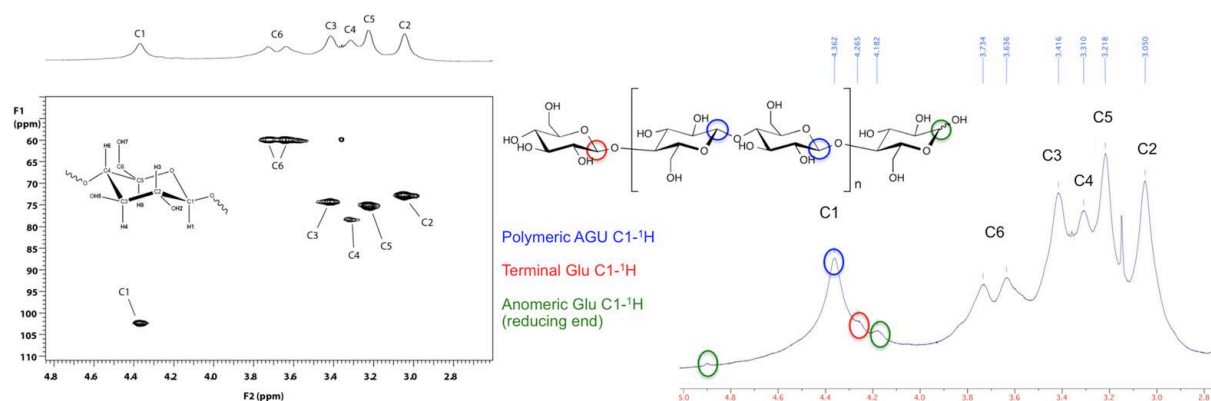 C1
C6
C3
C4
C5
C2
F1
(ppm)
60
65
70
75
80
85
90
95
100
105
110
OH7
H6
C6
H3
C4
C5
O
O
OH5
C3
H8
C2
OH2
C1
O
H4
H1
C6
C3
C4
C5
C2
C1
4.8 4.6 4.4 4.2 4.0 3.8 3.6 3.4 3.2 3.0 2.8
F2 (ppm)
OH
HO
HO
O
OH
O
OH
HO
O
OH
O
OH
O
HO
OH
O
OH
HO
O
OH
OH
n
Polymeric AGU C1-¹H
Terminal Glu C1-¹H
Anomeric Glu C1-¹H
(reducing end)
4.362
4.265
4.182
3.734
3.636
3.416
3.310
3.218
3.050
C1
C6
C3
C4
C5
C2
5.0 4.8 4.6 4.4 4.2 4.0 3.8 3.6 3.4 3.2 3.0 2.8